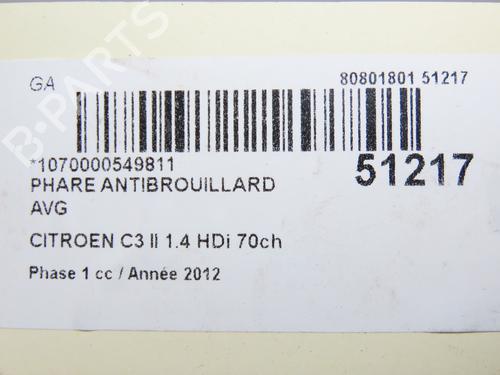 GA
80801801 51217
*1070000549811
51217
PHARE ANTIBROUILLARD
AVG
CITROEN C3 II 1.4 HDi 70ch
Phase 1 cc / Année 2012
B-PARTS